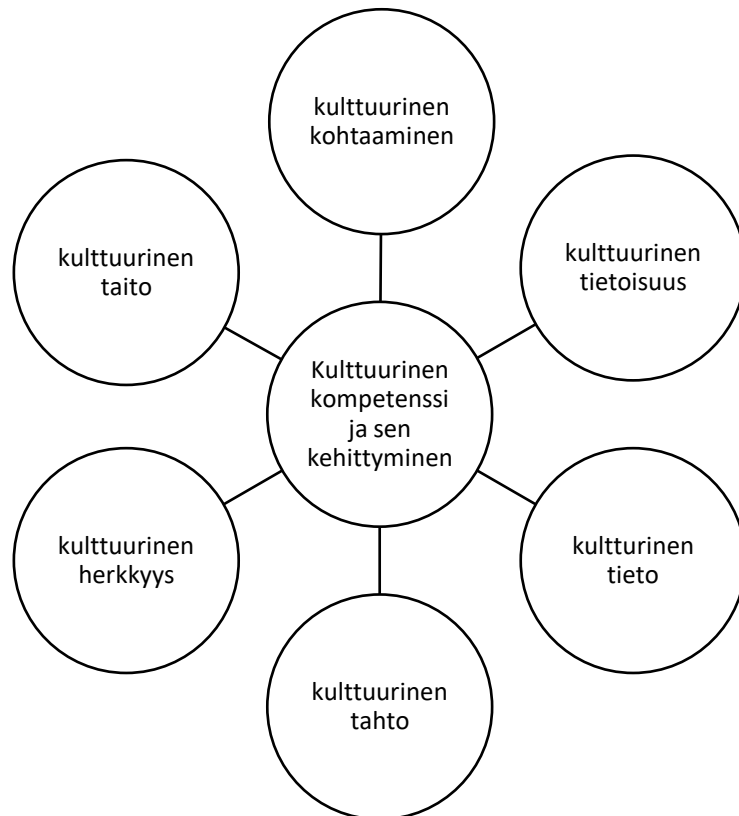 kulttuurinen
kohtaaminen
kulttuurinen
tietoisuus
kultturinen
tieto
kulttuurinen
tahto
kulttuurinen
herkkyys
kulttuurinen
taito
Kulttuurinen
kompetenssi
ja sen
kehittyminen